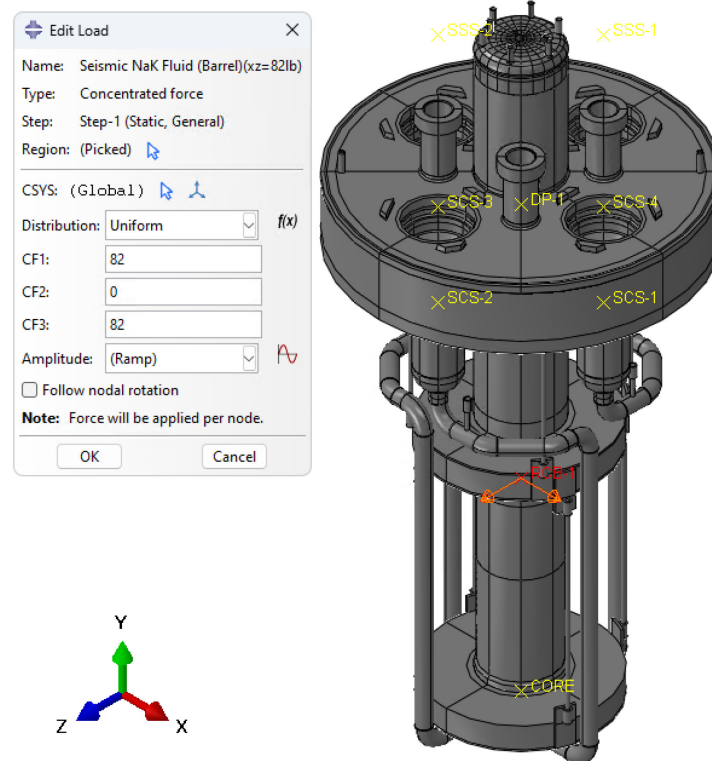 Edit Load
Name: Seismic NaK Fluid (Barrel)(xz=82lb)
Type: Concentrated force
Step: Step-1 (Static, General)
Region: (Picked)
CSYS: (Global)
Distribution: Uniform f(x)
CF1: 82
CF2: 0
CF3: 82
Amplitude: (Ramp)
Follow nodal rotation
Note: Force will be applied per node.
OK Cancel
SSS-2 SSS-1
SCS-3 DP-1 SCS-4
SCS-2 SCS-1
CORE
Y
Z X